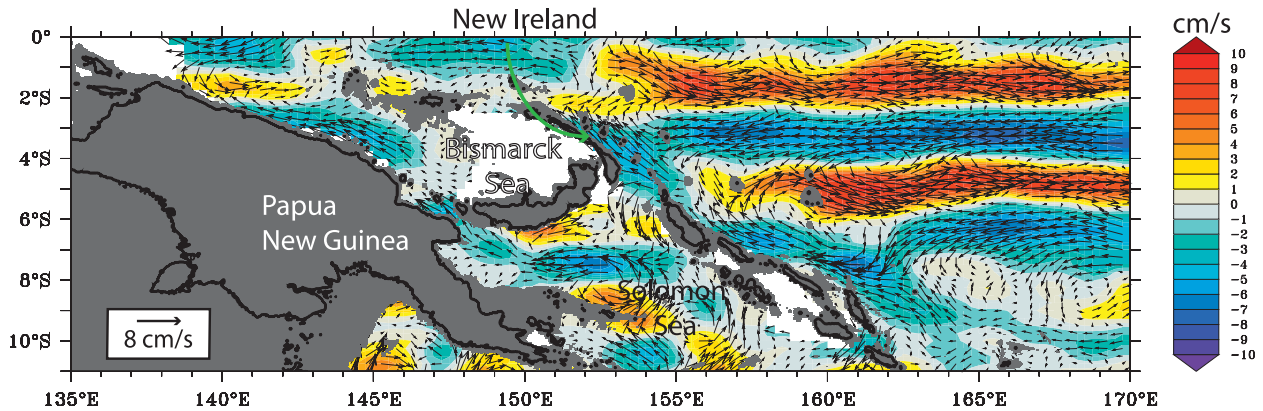 New Ireland
cm/s
0°
2°S
4°S
6°S
8°S
10°S
Bismarck
Sea
Papua
New Guinea
Solomon
Sea
8 cm/s
135°E
140°E
145°E
150°E
155°E
160°E
165°E
170°E
10
9
8
7
6
5
4
3
2
1
0
-1
-2
-3
-4
-5
-6
-7
-8
-9
-10